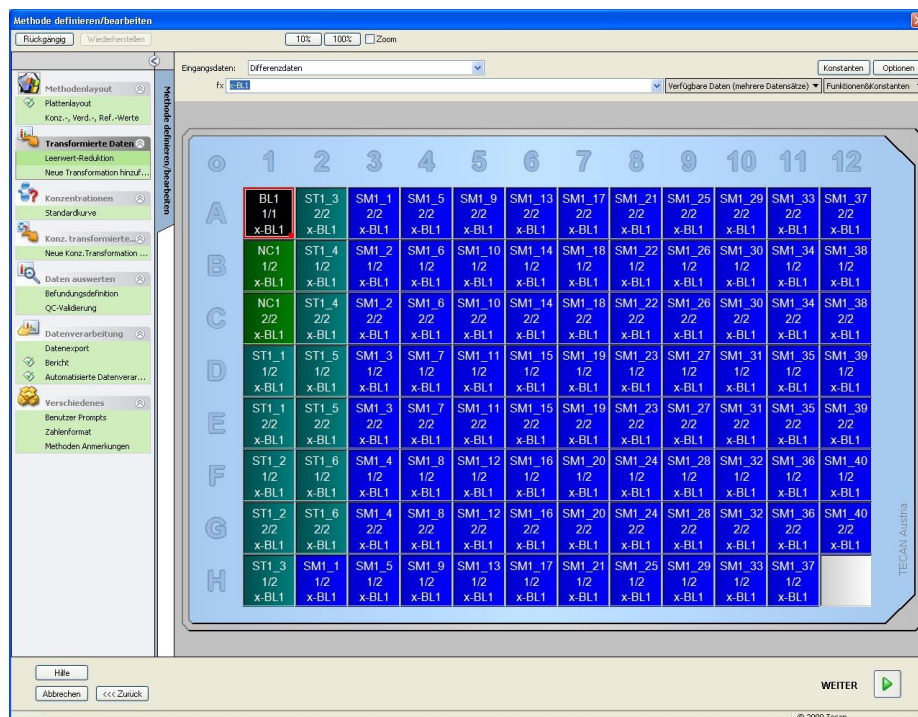 Methode definieren/bearbeiten
Rückgängig Wiederherstellen 10% 100% Zoom
Eingangsdaten: Differenzdaten Konstanten Optionen
fx x-BL1 Verfügbare Daten (mehrere Datensätze) Funktionen&Konstanten
Methodenlayout
Plattenlayout
Konz.-, Verd.-, Ref.-Werte
Transformierte Daten
Leerwert-Reduktion
Neue Transformation hinzuf...
Konzentrationen
Standardkurve
Konz. transformierte...
Neue Konz.Transformation ...
Daten auswerten
Befundungsdefinition
QC-Validierung
Datenverarbeitung
Datenexport
Bericht
Automatisierte Datenverar...
Verschiedenes
Benutzer Prompts
Zahlenformat
Methoden Anmerkungen
Methode definieren/bearbeiten
1 2 3 4 5 6 7 8 9 10 11 12
A
BL1 ST1_3 SM1_1 SM1_5 SM1_9 SM1_13 SM1_17 SM1_21 SM1_25 SM1_29 SM1_33 SM1_37
1/1 2/2 2/2 2/2 2/2 2/2 2/2 2/2 2/2 2/2 2/2 2/2
x-BL1 x-BL1 x-BL1 x-BL1 x-BL1 x-BL1 x-BL1 x-BL1 x-BL1 x-BL1 x-BL1 x-BL1
B
NC1 ST1_4 SM1_2 SM1_6 SM1_10 SM1_14 SM1_18 SM1_22 SM1_26 SM1_30 SM1_34 SM1_38
1/2 1/2 1/2 1/2 1/2 1/2 1/2 1/2 1/2 1/2 1/2 1/2
x-BL1 x-BL1 x-BL1 x-BL1 x-BL1 x-BL1 x-BL1 x-BL1 x-BL1 x-BL1 x-BL1 x-BL1
C
NC1 ST1_4 SM1_2 SM1_6 SM1_10 SM1_14 SM1_18 SM1_22 SM1_26 SM1_30 SM1_34 SM1_38
2/2 2/2 2/2 2/2 2/2 2/2 2/2 2/2 2/2 2/2 2/2 2/2
x-BL1 x-BL1 x-BL1 x-BL1 x-BL1 x-BL1 x-BL1 x-BL1 x-BL1 x-BL1 x-BL1 x-BL1
D
ST1_1 ST1_5 SM1_3 SM1_7 SM1_11 SM1_15 SM1_19 SM1_23 SM1_27 SM1_31 SM1_35 SM1_39
1/2 1/2 1/2 1/2 1/2 1/2 1/2 1/2 1/2 1/2 1/2 1/2
x-BL1 x-BL1 x-BL1 x-BL1 x-BL1 x-BL1 x-BL1 x-BL1 x-BL1 x-BL1 x-BL1 x-BL1
E
ST1_1 ST1_5 SM1_3 SM1_7 SM1_11 SM1_15 SM1_19 SM1_23 SM1_27 SM1_31 SM1_35 SM1_39
2/2 2/2 2/2 2/2 2/2 2/2 2/2 2/2 2/2 2/2 2/2 2/2
x-BL1 x-BL1 x-BL1 x-BL1 x-BL1 x-BL1 x-BL1 x-BL1 x-BL1 x-BL1 x-BL1 x-BL1
F
ST1_2 ST1_6 SM1_4 SM1_8 SM1_12 SM1_16 SM1_20 SM1_24 SM1_28 SM1_32 SM1_36 SM1_40
1/2 1/2 1/2 1/2 1/2 1/2 1/2 1/2 1/2 1/2 1/2 1/2
x-BL1 x-BL1 x-BL1 x-BL1 x-BL1 x-BL1 x-BL1 x-BL1 x-BL1 x-BL1 x-BL1 x-BL1
G
ST1_2 ST1_6 SM1_4 SM1_8 SM1_12 SM1_16 SM1_20 SM1_24 SM1_28 SM1_32 SM1_36 SM1_40
2/2 2/2 2/2 2/2 2/2 2/2 2/2 2/2 2/2 2/2 2/2 2/2
x-BL1 x-BL1 x-BL1 x-BL1 x-BL1 x-BL1 x-BL1 x-BL1 x-BL1 x-BL1 x-BL1 x-BL1
H
ST1_3 SM1_1 SM1_5 SM1_9 SM1_13 SM1_17 SM1_21 SM1_25 SM1_29 SM1_33 SM1_37
1/2 1/2 1/2 1/2 1/2 1/2 1/2 1/2 1/2 1/2 1/2
x-BL1 x-BL1 x-BL1 x-BL1 x-BL1 x-BL1 x-BL1 x-BL1 x-BL1 x-BL1 x-BL1
TECAN Austria
Hilfe
Abbrechen <<< Zurück WEITER
© 2009 Tecan